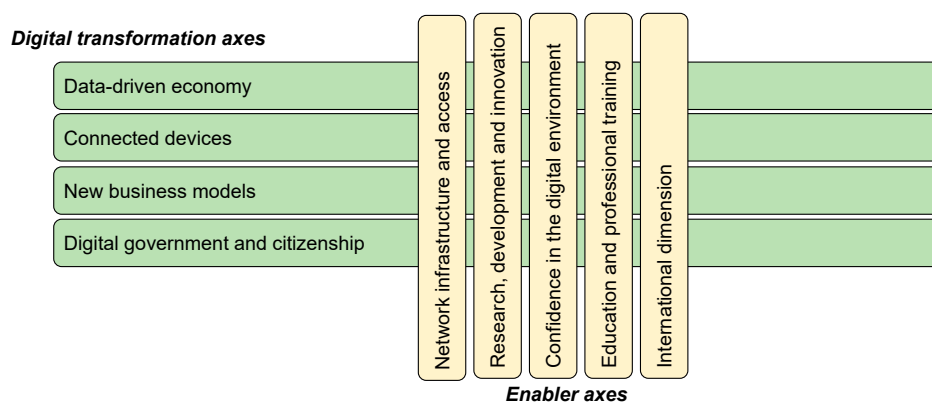 Digital transformation axes
Data-driven economy
Connected devices
New business models
Digital government and citizenship
Network infrastructure and access
Research, development and innovation
Confidence in the digital environment
Education and professional training
International dimension
Enabler axes